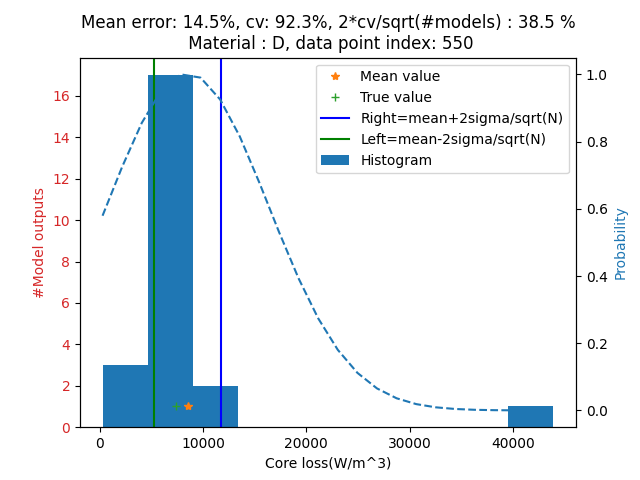 Mean error: 14.5%, cv: 92.3%, 2*cv/sqrt(#models) : 38.5 %
Material : D, data point index: 550
Mean value
True value
Right=mean+2sigma/sqrt(N)
Left=mean-2sigma/sqrt(N)
Histogram
#Model outputs
16
14
12
10
8
6
4
2
0
1.0
0.8
0.6
0.4
0.2
0.0
Probability
0
10000
20000
30000
40000
Core loss(W/m^3)